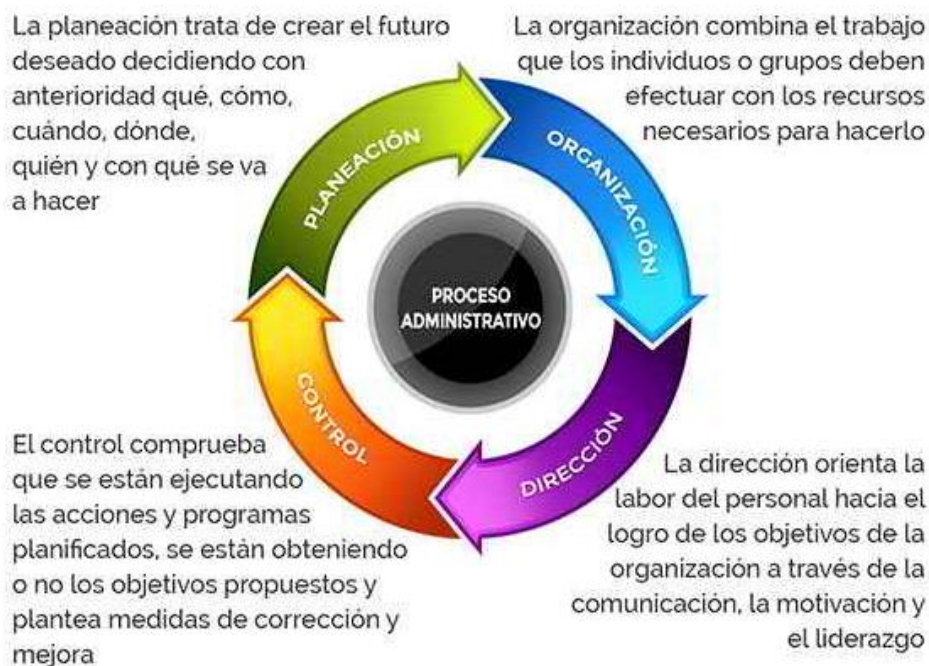 La planeación trata de crear el futuro
deseado decidiendo con
anterioridad qué, cómo,
cuándo, dónde,
quién y con qué se va
a hacer
La organización combina el trabajo
que los individuos o grupos deben
efectuar con los recursos
necesarios para hacerlo
PLANEACIÓN
ORGANIZACIÓN
PROCESO
ADMINISTRATIVO
CONTROL
DIRECCIÓN
El control comprueba
que se están ejecutando
las acciones y programas
planificados, se están obteniendo
o no los objetivos propuestos y
plantea medidas de corrección y
mejora
La dirección orienta la
labor del personal hacia el
logro de los objetivos de la
organización a través de la
comunicación, la motivación y
el liderazgo